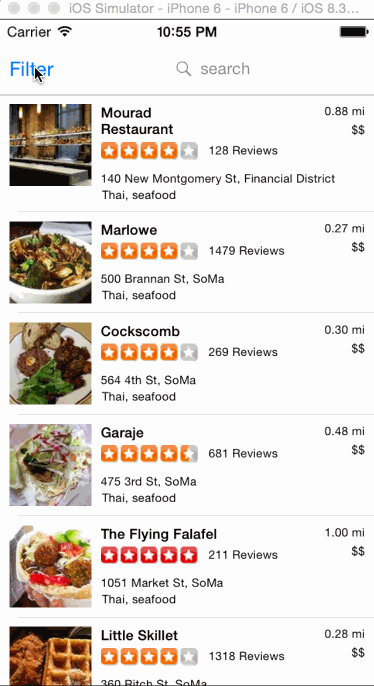 iOS Simulator - iPhone 6 - iPhone 6 / iOS 8.3...
Carrier 10:55 PM
Filter search
Mourad 0.88 mi
Restaurant $$
128 Reviews
140 New Montgomery St, Financial District
Thai, seafood
Marlowe 0.27 mi
$$
1479 Reviews
500 Brannan St, SoMa
Thai, seafood
Cockscomb 0.30 mi
$$
269 Reviews
564 4th St, SoMa
Thai, seafood
Garaje 0.48 mi
$$
681 Reviews
475 3rd St, SoMa
Thai, seafood
The Flying Falafel 1.00 mi
$$
211 Reviews
1051 Market St, SoMa
Thai, seafood
Little Skillet 0.28 mi
$$
1318 Reviews
360 Ritch St, SoMa